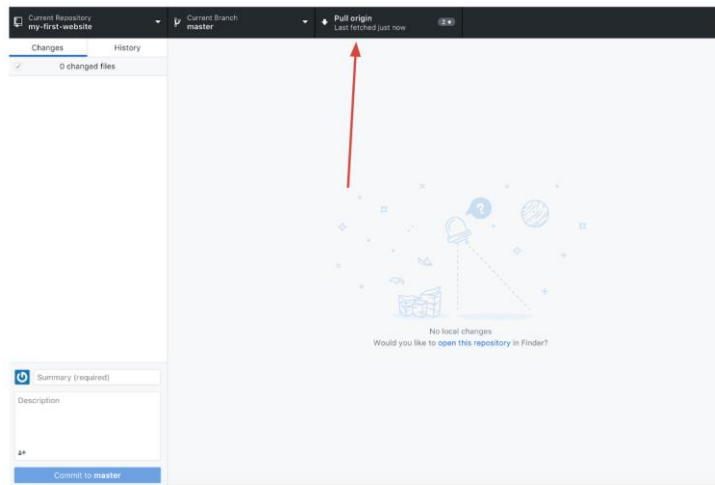 Current Repository
my-first-website
Current Branch
master
Pull origin
Last fetched just now
2
Changes
History
0 changed files
?
No local changes
Would you like to open this repository in Finder?
Summary (required)
Description
Commit to master